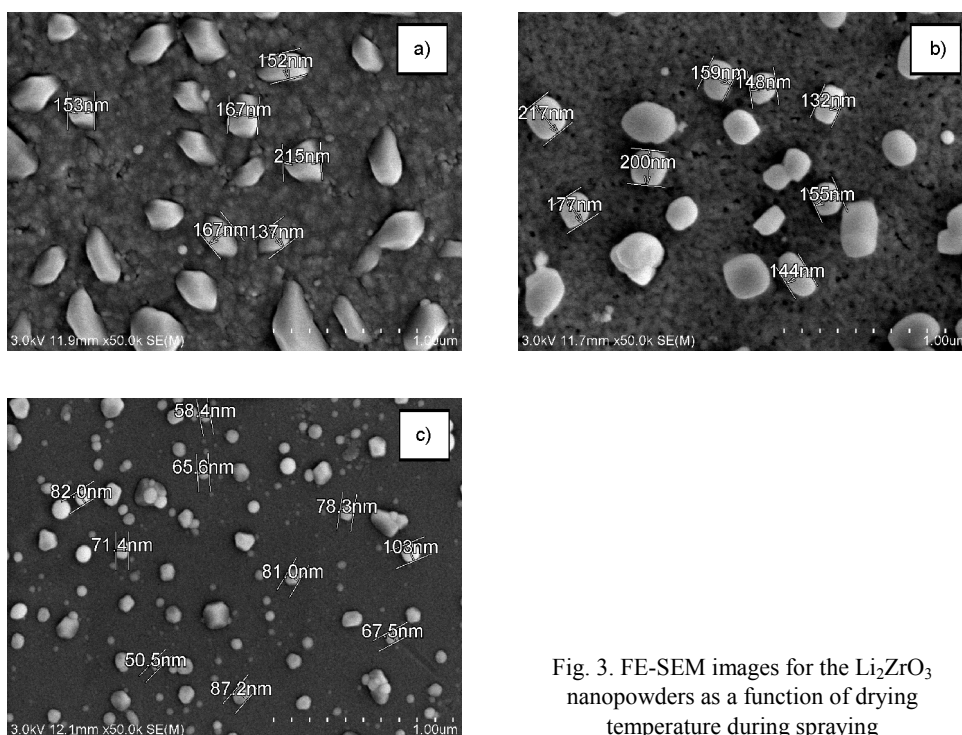 a)
152nm
153nm
167nm
215nm
167nm
137nm
3.0kV 11.9mm x50.0k SE(M)
1.00um
b)
159nm
148nm
132nm
217nm
200nm
177nm
155nm
144nm
3.0kV 11.7mm x50.0k SE(M)
1.00um
c)
58.4nm
65.6nm
82.0nm
78.3nm
71.4nm
103nm
81.0nm
67.5nm
50.5nm
87.2nm
3.0kV 12.1mm x50.0k SE(M)
1.00um
Fig. 3. FE-SEM images for the Li₂ZrO₃
nanopowders as a function of drying
temperature during spraying